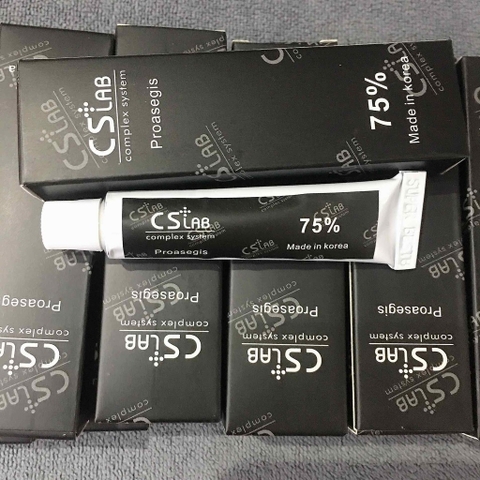 CS LAB
complex system
Proasegis
75%
Made in korea
CS LAB
complex system
Proasegis
75%
Made in korea
Proasegis
complex system
CS LAB
Proasegis
complex system
CS LAB
Proasegis
complex system
CS LAB
Proasegis
complex system
CS LAB